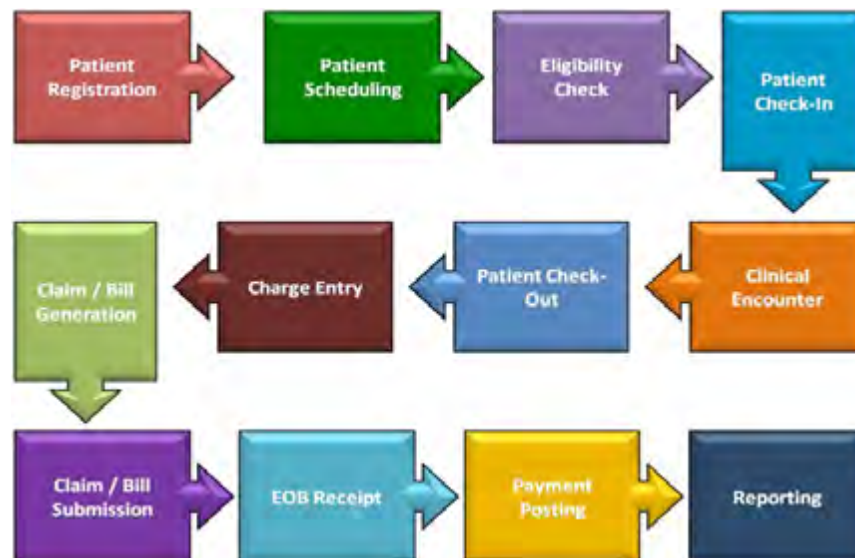 Patient
Registration
Patient
Scheduling
Eligibility
Check
Patient
Check-In
Clinical
Encounter
Patient Check-
Out
Charge Entry
Claim / Bill
Generation
Claim / Bill
Submission
EOB Receipt
Payment
Posting
Reporting